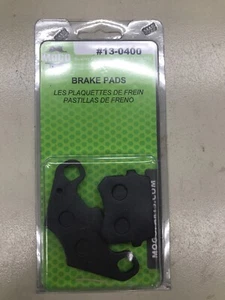 #13-0400
BRAKE PADS
LES PLAQUETTES DE FREIN
PASTILLAS DE FRENO